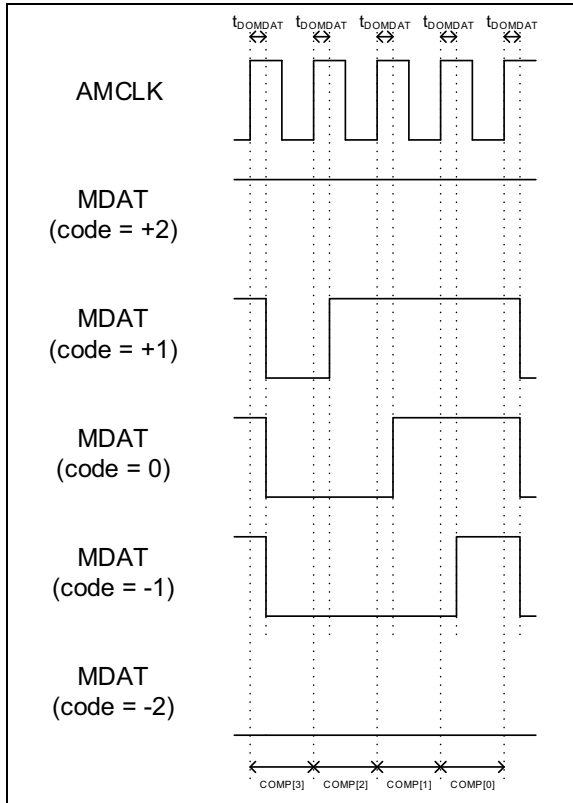 tDOMDAT tDOMDAT tDOMDAT tDOMDAT tDOMDAT
AMCLK
MDAT
(code = +2)
MDAT
(code = +1)
MDAT
(code = 0)
MDAT
(code = -1)
MDAT
(code = -2)
COMP[3] COMP[2] COMP[1] COMP[0]